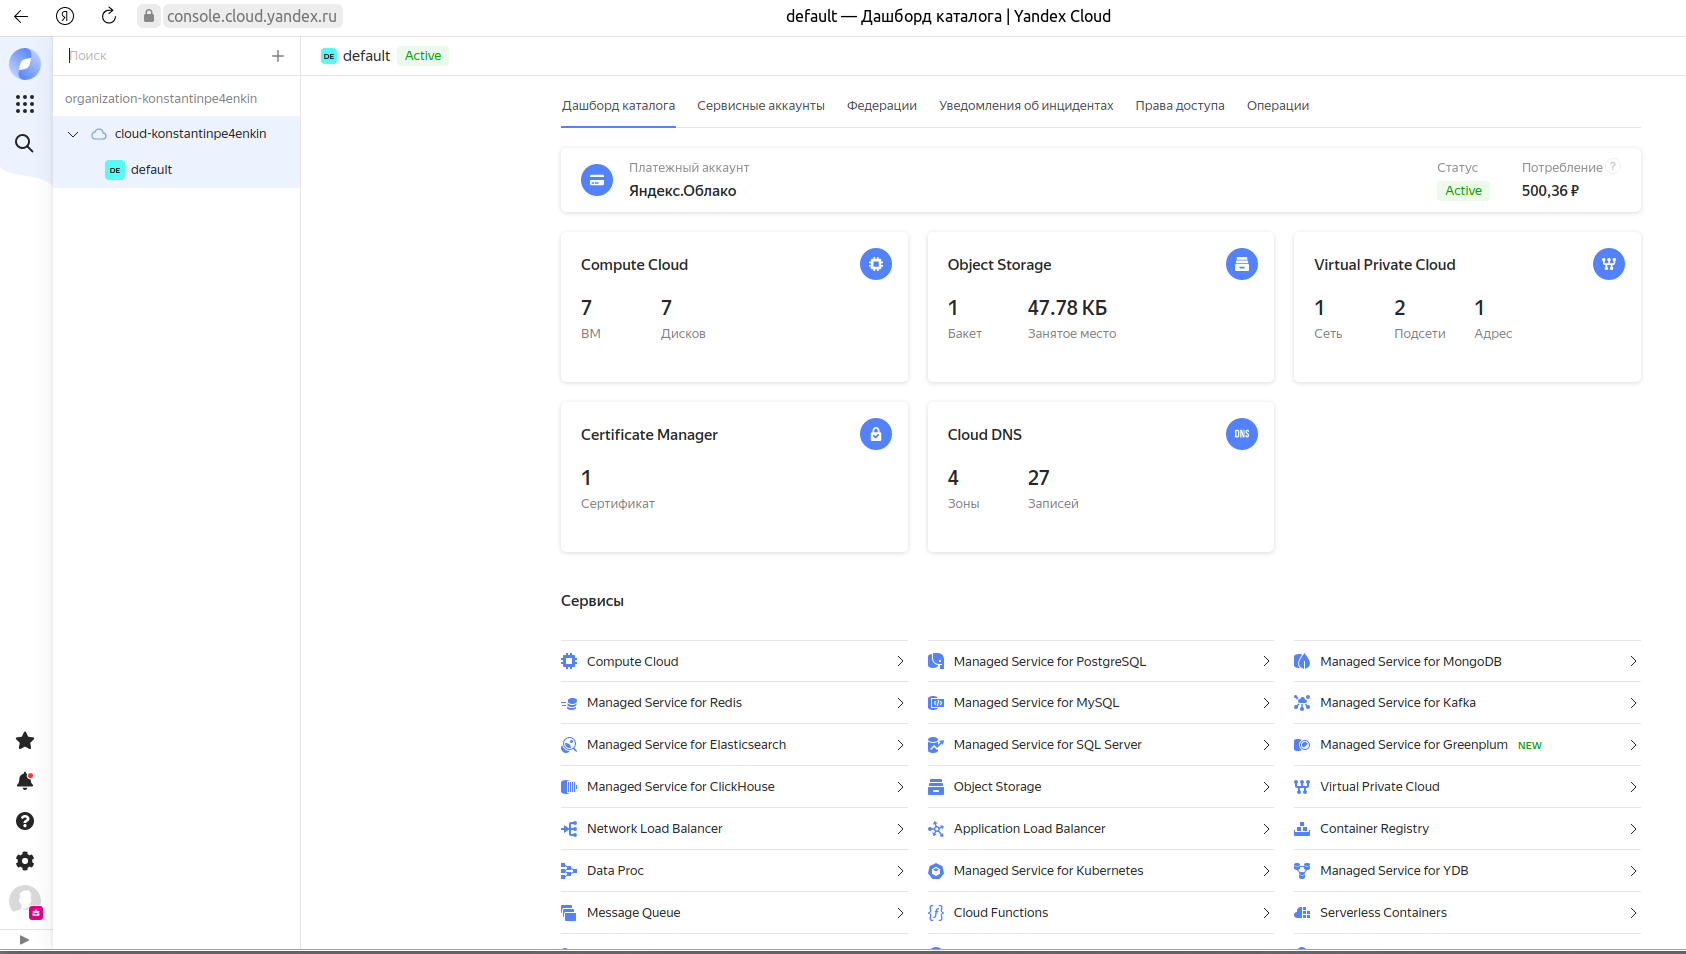 console.cloud.yandex.ru
default — Дашборд каталога | Yandex Cloud
Поиск
organization-konstantinpe4enkin
cloud-konstantinpe4enkin
DE default
DE default Active
Дашборд каталога Сервисные аккаунты Федерации Уведомления об инцидентах Права доступа Операции
Платежный аккаунт
Яндекс.Облако
Статус
Active
Потребление ?
500,36 ₽
Compute Cloud
7 7
ВМ Дисков
Object Storage
1 47.78 КБ
Бакет Занятое место
Virtual Private Cloud
1 2 1
Сеть Подсети Адрес
Certificate Manager
1
Сертификат
Cloud DNS
DNS
4 27
Зоны Записей
Сервисы
Compute Cloud
Managed Service for PostgreSQL
Managed Service for MongoDB
Managed Service for Redis
Managed Service for MySQL
Managed Service for Kafka
Managed Service for Elasticsearch
Managed Service for SQL Server
Managed Service for Greenplum NEW
Managed Service for ClickHouse
Object Storage
Virtual Private Cloud
Network Load Balancer
Application Load Balancer
Container Registry
Data Proc
Managed Service for Kubernetes
Managed Service for YDB
Message Queue
Cloud Functions
Serverless Containers